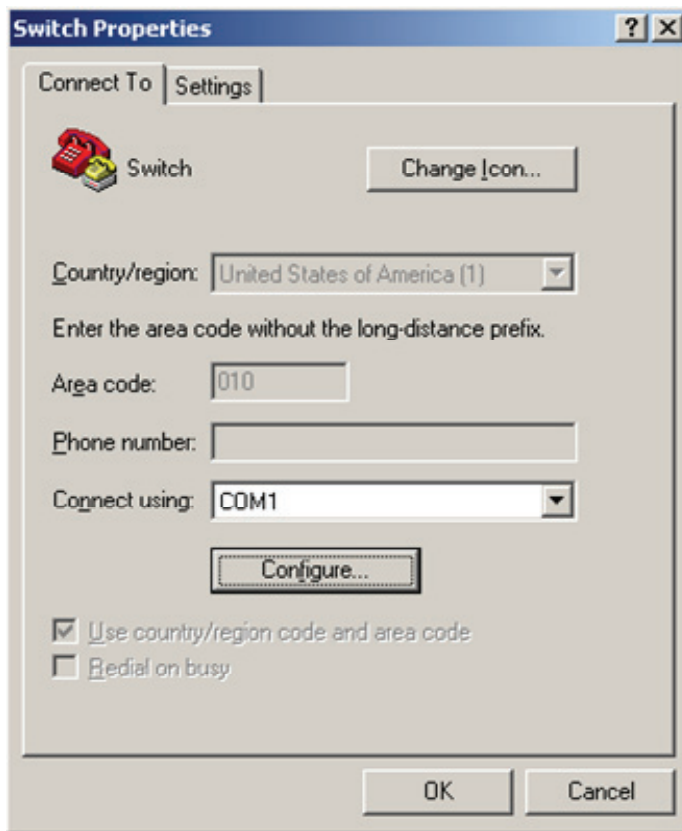 Switch Properties
Connect To Settings
Switch Change Icon...
Country/region: United States of America (1)
Enter the area code without the long-distance prefix.
Area code: 010
Phone number:
Connect using: COM1
Configure...
Use country/region code and area code
Redial on busy
OK Cancel